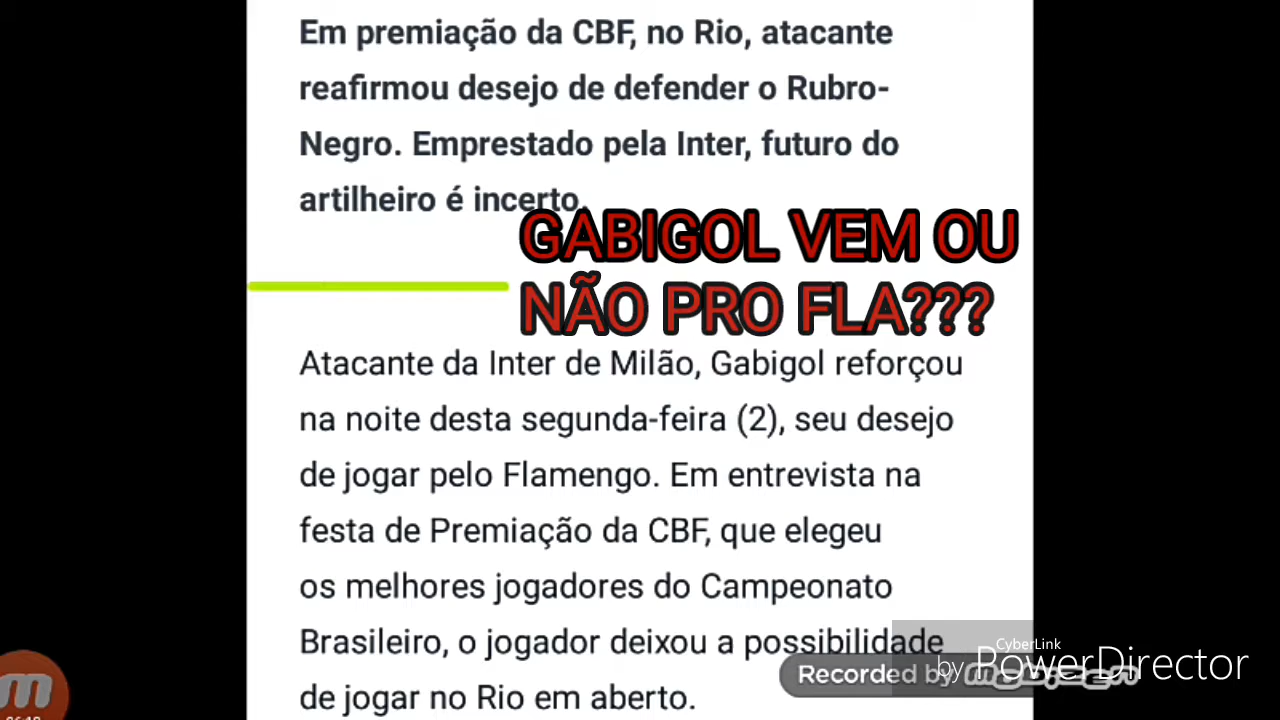 Em premiação da CBF, no Rio, atacante
reafirmou desejo de defender o Rubro-
Negro. Emprestado pela Inter, futuro do
artilheiro é incerto.
GABIGOL VEM OU
NÃO PRO FLA???
Atacante da Inter de Milão, Gabigol reforçou
na noite desta segunda-feira (2), seu desejo
de jogar pelo Flamengo. Em entrevista na
festa de Premiação da CBF, que elegeu
os melhores jogadores do Campeonato
Brasileiro, o jogador deixou a possibilidade
de jogar no Rio em aberto.
CyberLink
by PowerDirector
Recorded by